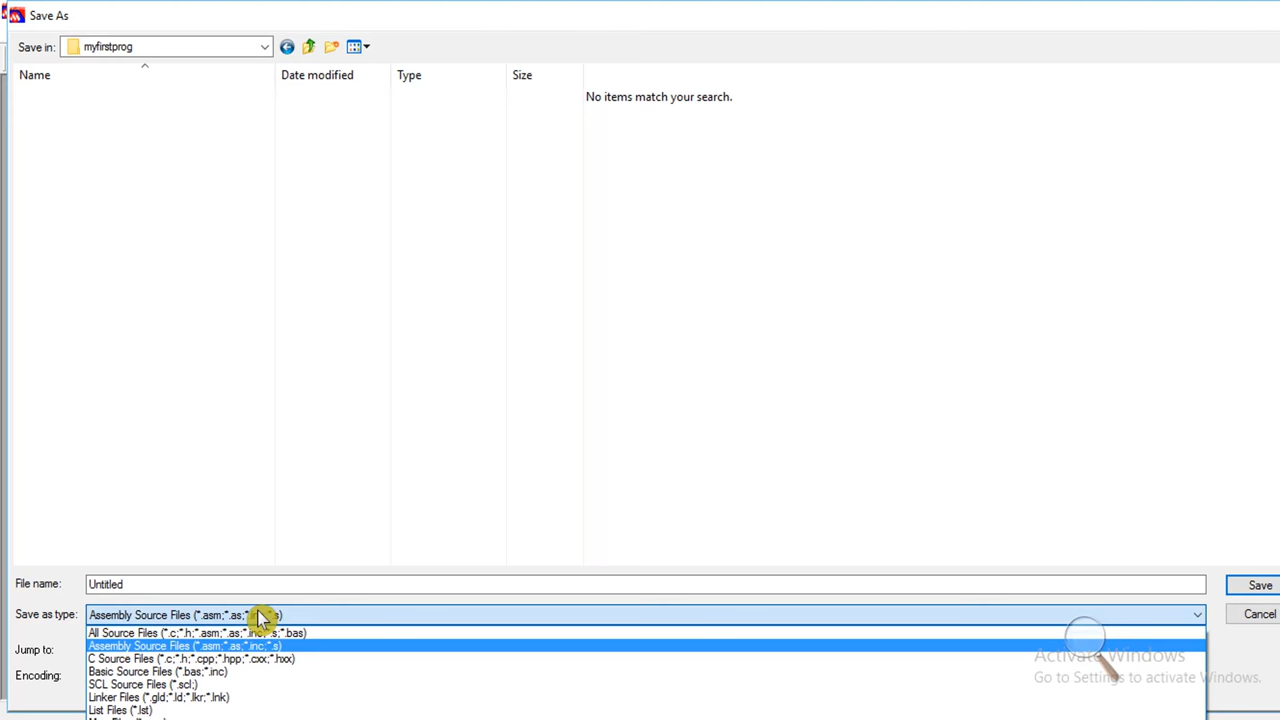 Save As
Save in: myfirstprog
Name Date modified Type Size
No items match your search.
File name: Untitled Save
Save as type: Assembly Source Files (*.asm;*.as;*.s) Cancel
All Source Files (*.c;*.h;*.asm;*.as;*.inc;*.s;*.bas)
Assembly Source Files (*.asm;*.as;*.inc;*.s)
Jump to:
C Source Files (*.c;*.h;*.cpp;*.hpp;*.cxx;*.hxx)
Basic Source Files (*.bas;*.inc)
Encoding:
SCL Source Files (*.scl;)
Linker Files (*.gld;*.ld;*.lkr;*.lnk)
List Files (*.lst)
Activate Windows
Go to Settings to activate Windows.